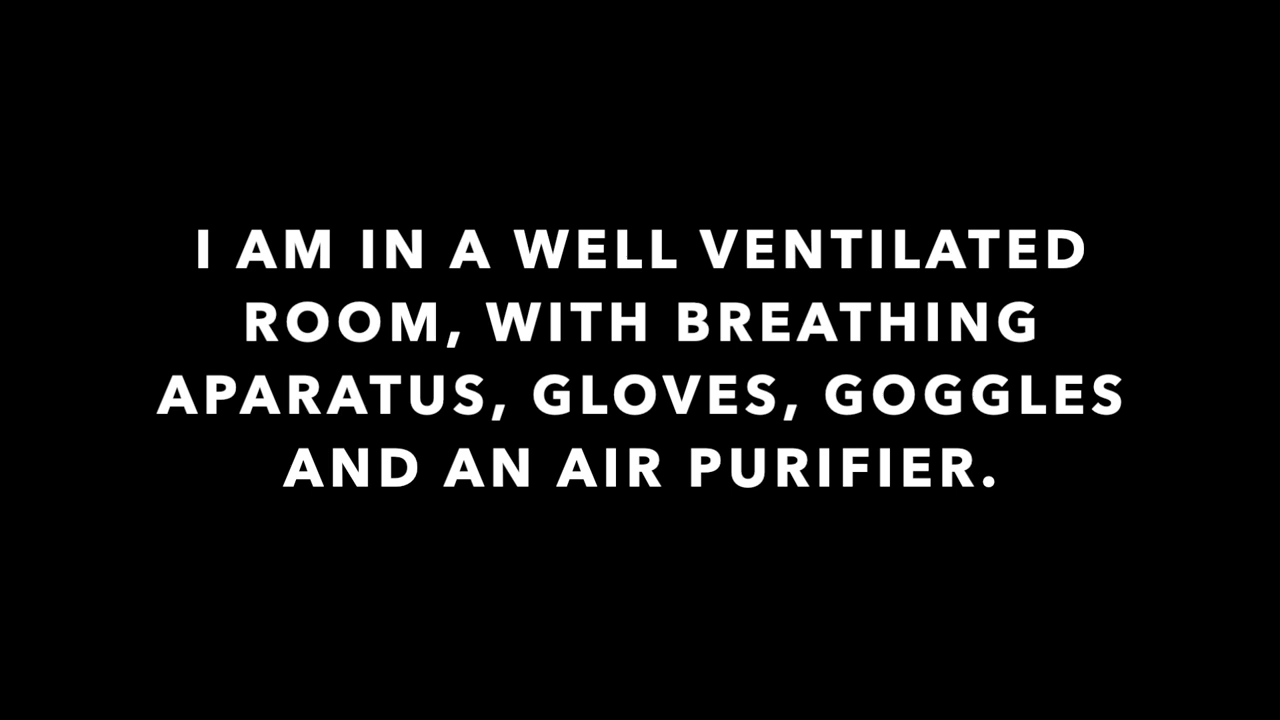 I AM IN A WELL VENTILATED
ROOM, WITH BREATHING
APARATUS, GLOVES, GOGGLES
AND AN AIR PURIFIER.